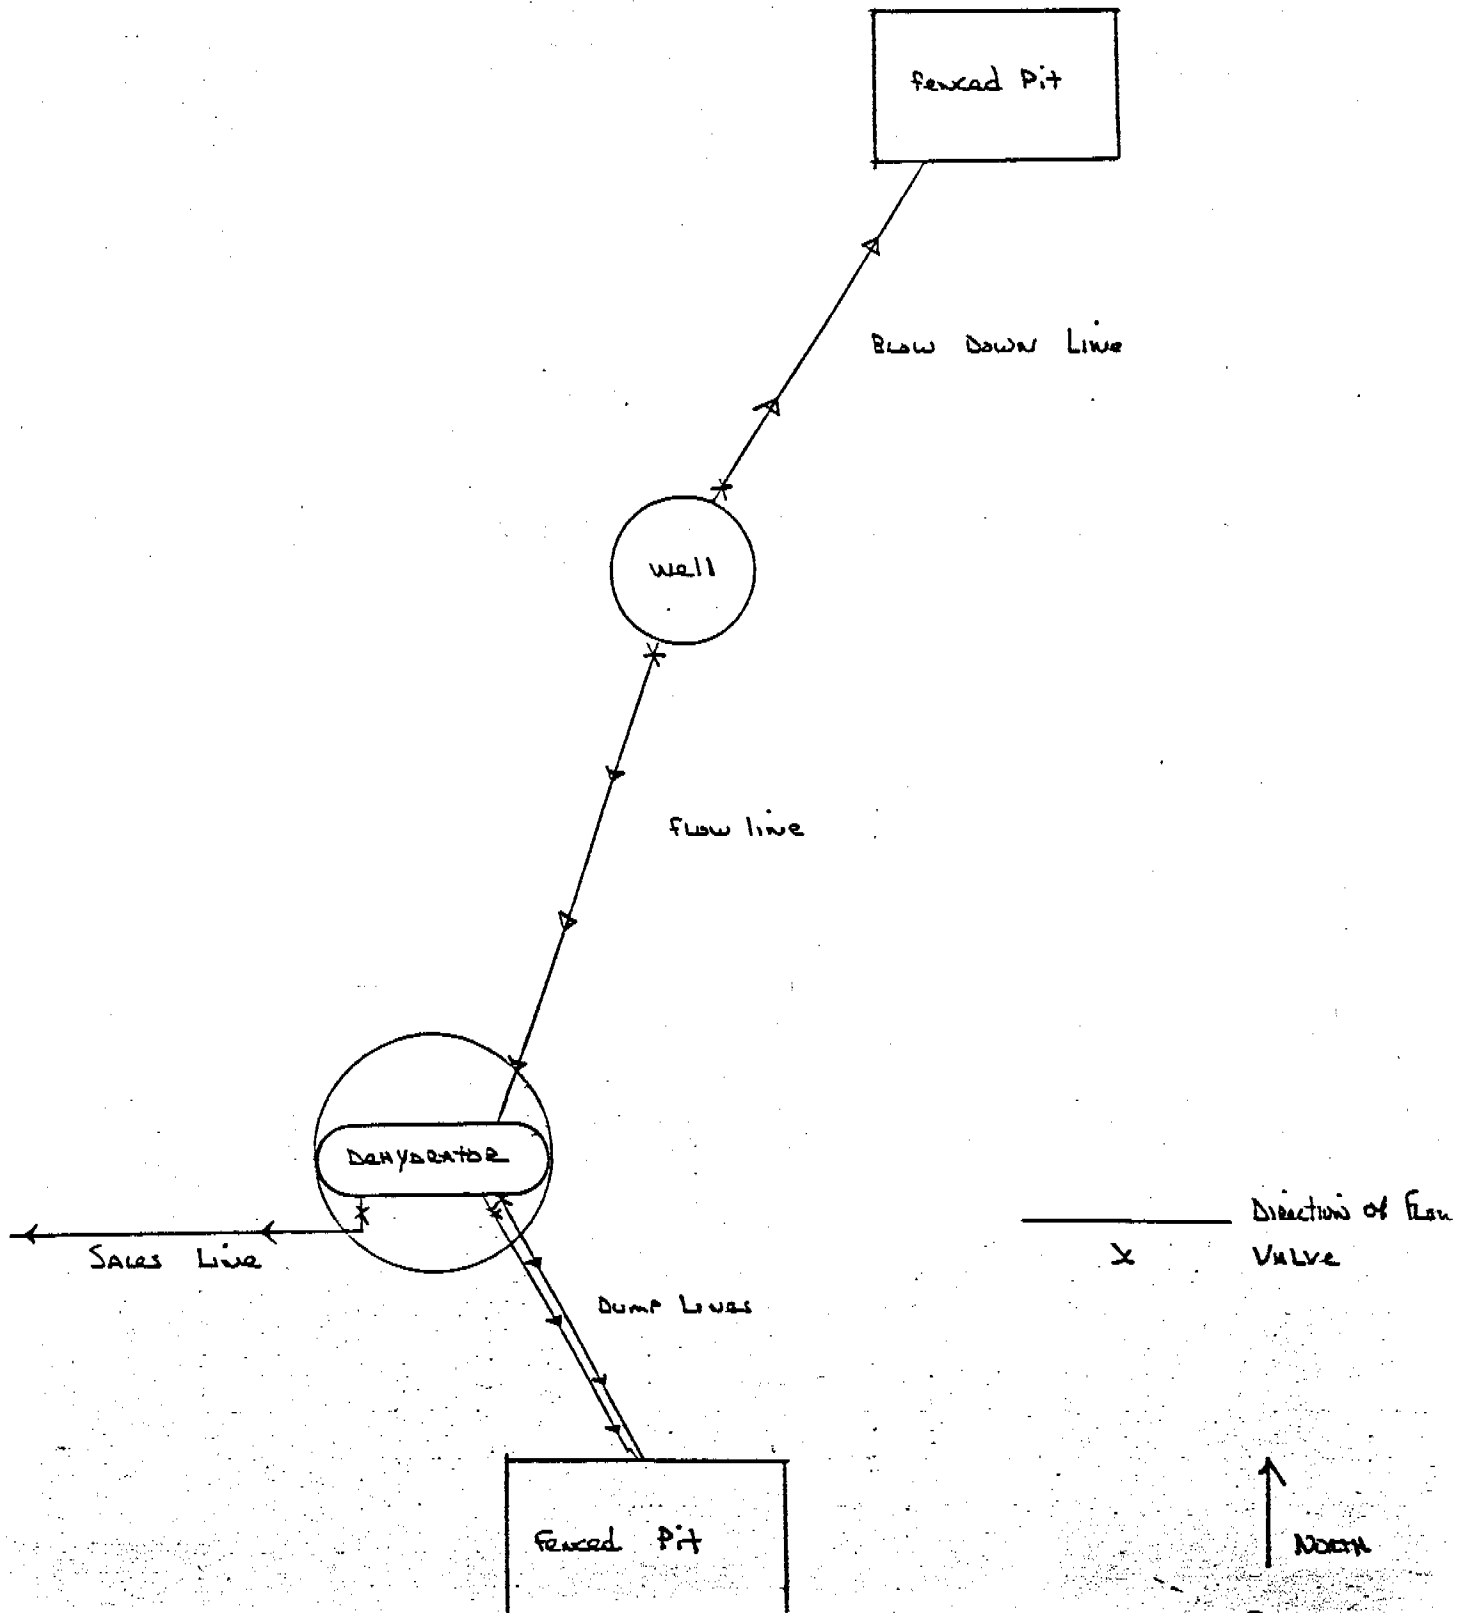 Fenced Pit
Blow Down Line
well
Flow line
Dehydrator
Sales Line
Direction of Flow
X Valve
Dump Lines
Fenced Pit
North